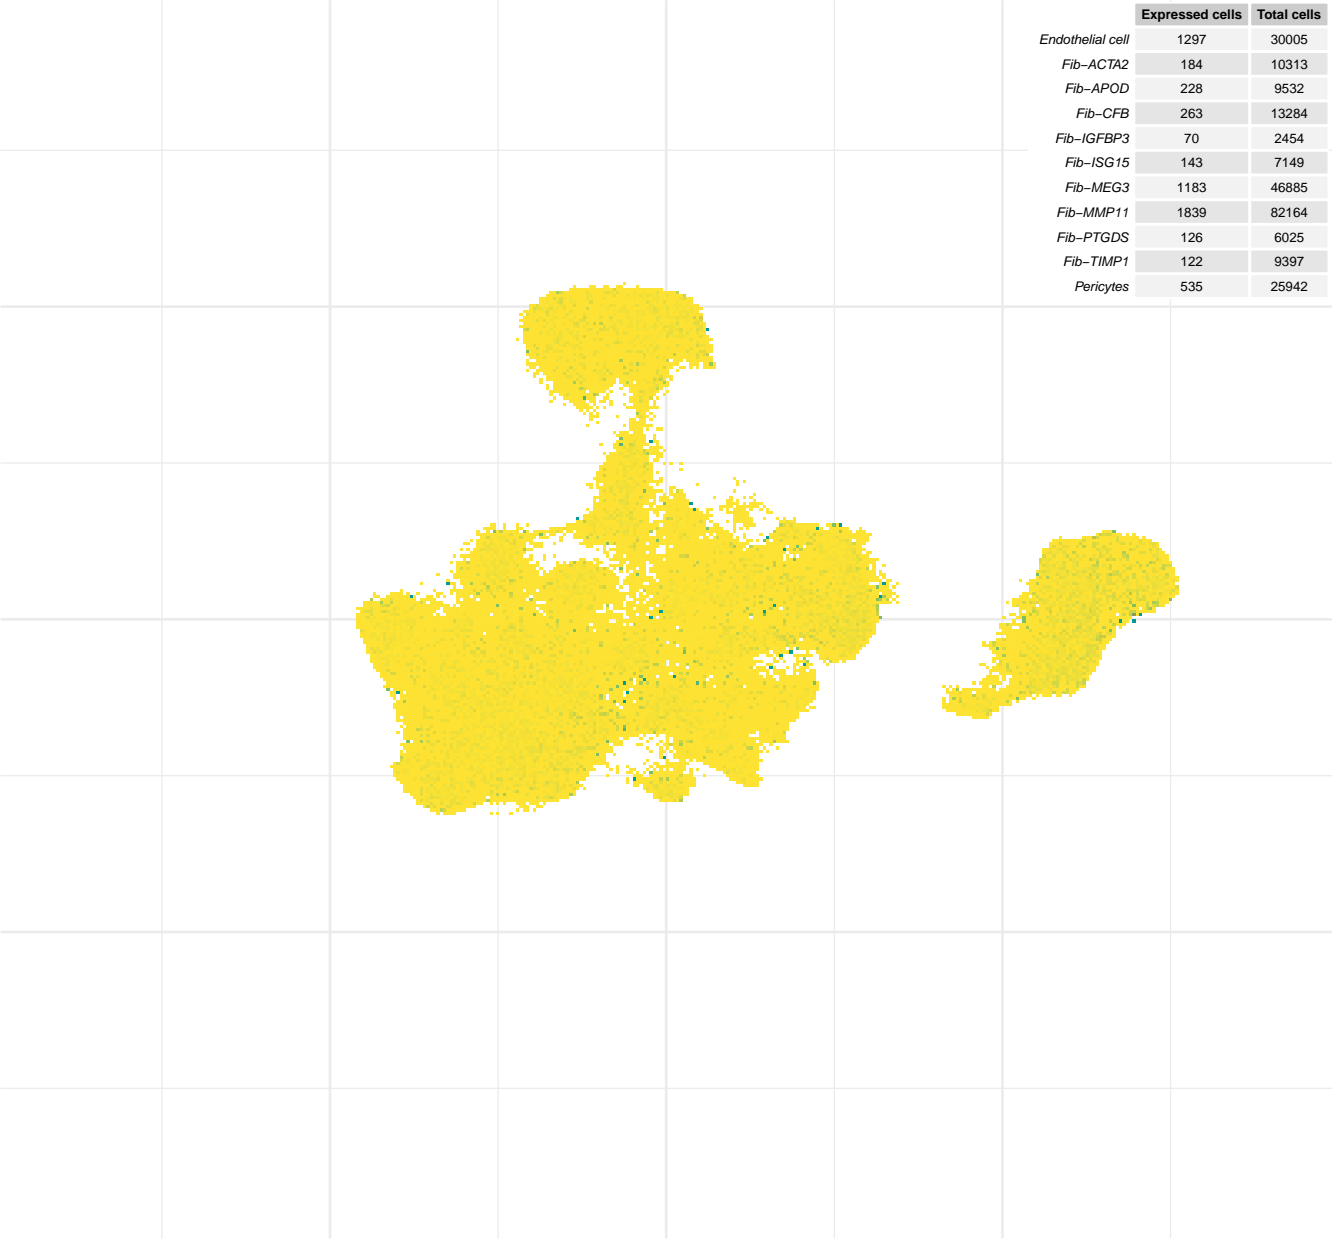 Expressed cells Total cells
Endothelial cell 1297 30005
Fib−ACTA2 184 10313
Fib−APOD 228 9532
Fib−CFB 263 13284
Fib−IGFBP3 70 2454
Fib−ISG15 143 7149
Fib−MEG3 1183 46885
Fib−MMP11 1839 82164
Fib−PTGDS 126 6025
Fib−TIMP1 122 9397
Pericytes 535 25942